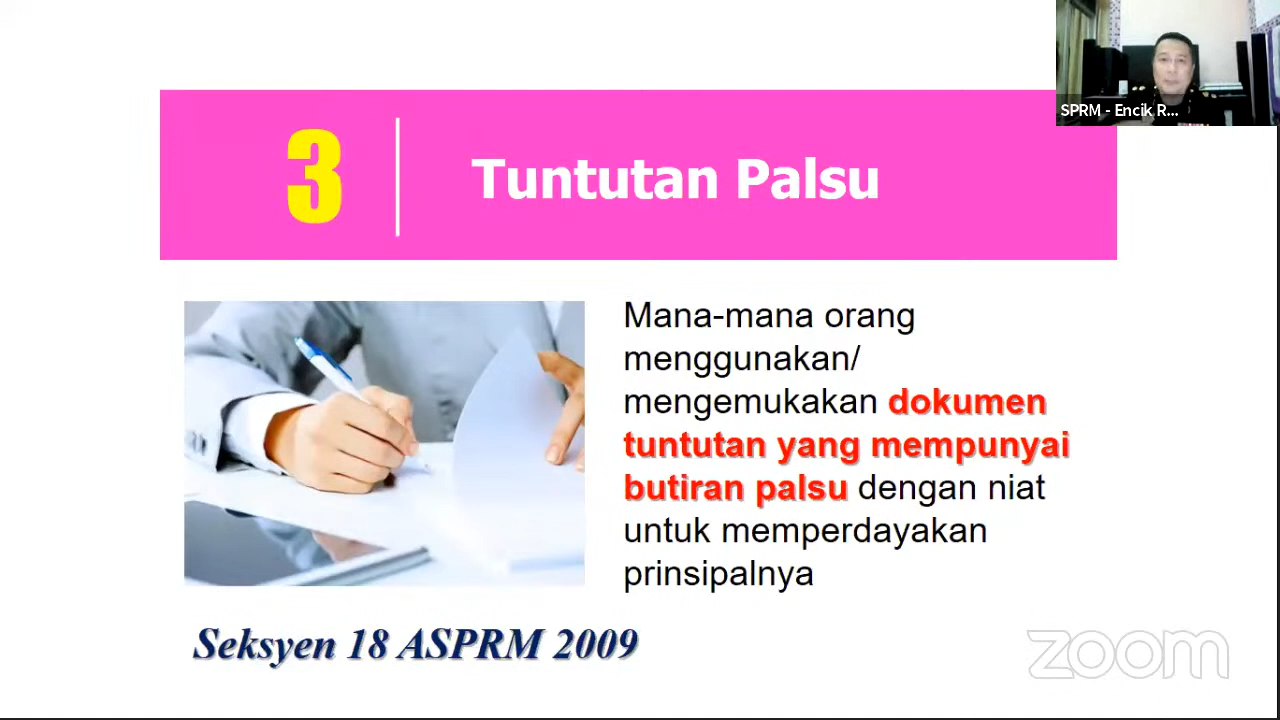 SPRM - Encik R...
3
Tuntutan Palsu
Mana-mana orang
menggunakan/
mengemukakan dokumen
tuntutan yang mempunyai
butiran palsu dengan niat
untuk memperdayakan
prinsipalnya
Seksyen 18 ASPRM 2009
zoom